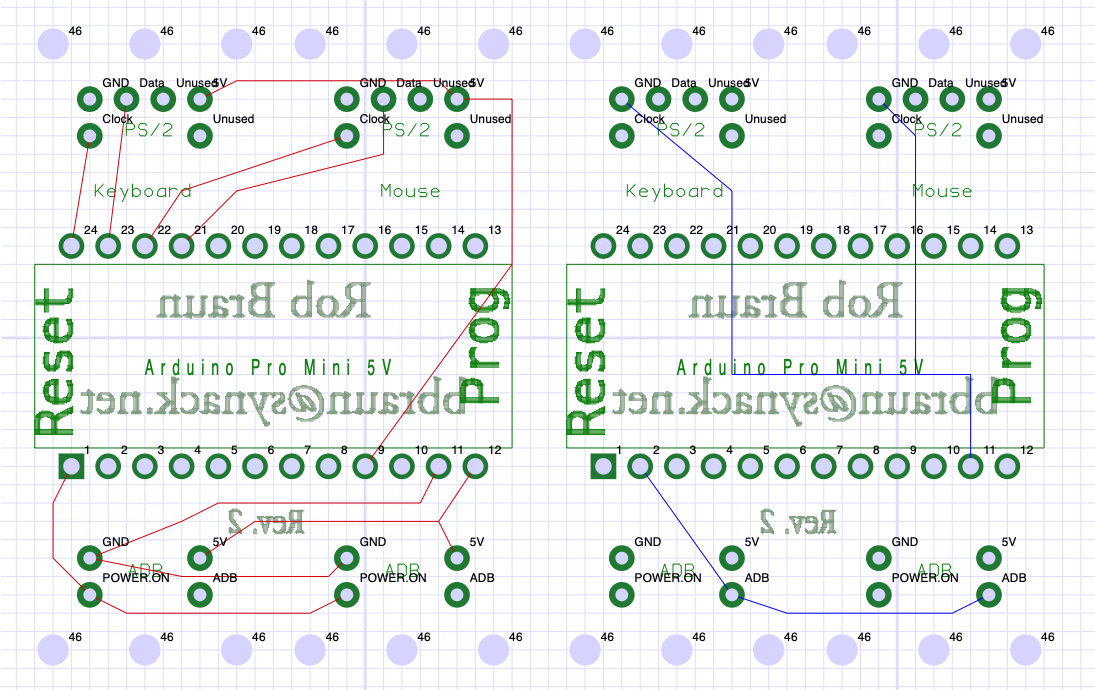 46 46 46 46 46 46 46 46 46 46 46 46
GND Data Unused 5V GND Data Unused 5V GND Data Unused 5V GND Data Unused 5V
Clock PS/2 Unused Clock PS/2 Unused Clock PS/2 Unused Clock PS/2 Unused
Keyboard Mouse Keyboard Mouse
24 23 22 21 20 19 18 17 16 15 14 13 24 23 22 21 20 19 18 17 16 15 14 13
Rob Braun Rob Braun
Reset Arduino Pro Mini 5V Prog Reset Arduino Pro Mini 5V Prog
bbraun@synack.net bbraun@synack.net
1 2 3 4 5 6 7 8 9 10 11 12 1 2 3 4 5 6 7 8 9 10 11 12
Rev. 2 Rev. 2
GND 5V GND 5V GND 5V GND 5V
ADB ADB ADB ADB
POWER.ON ADB POWER.ON ADB POWER.ON ADB POWER.ON ADB
46 46 46 46 46 46 46 46 46 46 46 46